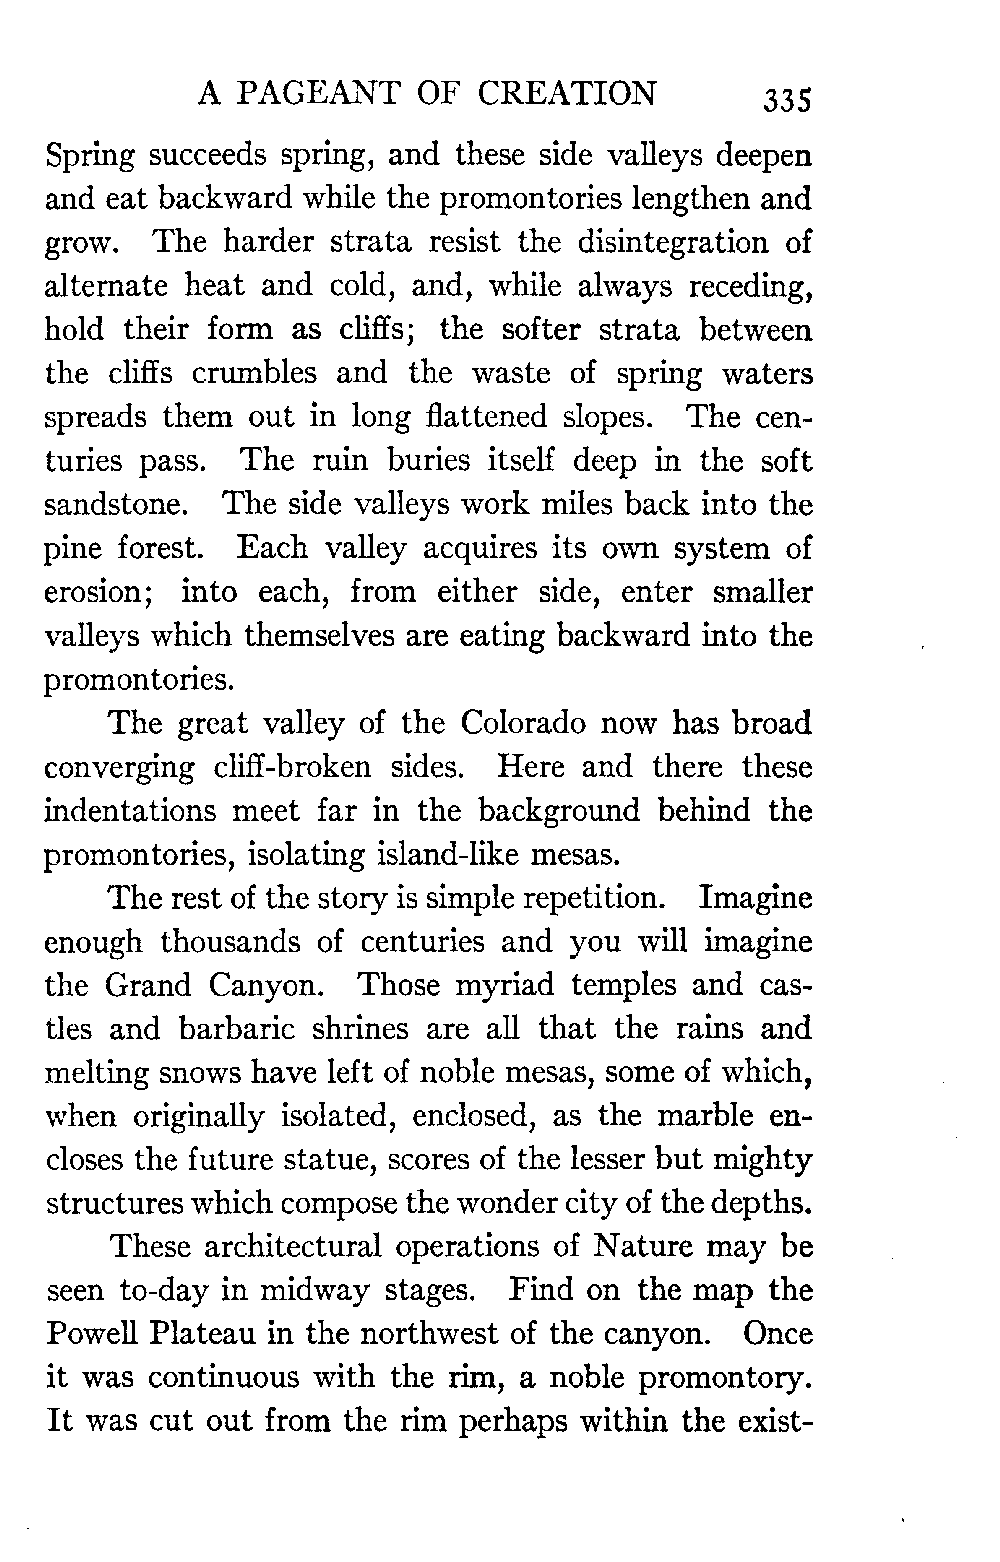 A PAGEANT OF CREATION 335
Spring succeeds spring, and these side valleys deepen
and eat backward while the promontories lengthen and
grow. The harder strata resist the disintegration of
alternate heat and cold, and, while always receding,
hold their form as cliffs; the softer strata between
the cliffs crumbles and the waste of spring waters
spreads them out in long flattened slopes. The cen-
turies pass. The ruin buries itself deep in the soft
sandstone. The side valleys work miles back into the
pine forest. Each valley acquires its own system of
erosion; into each, from either side, enter smaller
valleys which themselves are eating backward into the
promontories.
The great valley of the Colorado now has broad
converging cliff-broken sides. Here and there these
indentations meet far in the background behind the
promontories, isolating island-like mesas.
The rest of the story is simple repetition. Imagine
enough thousands of centuries and you will imagine
the Grand Canyon. Those myriad temples and cas-
tles and barbaric shrines are all that the rains and
melting snows have left of noble mesas, some of which,
when originally isolated, enclosed, as the marble en-
closes the future statue, scores of the lesser but mighty
structures which compose the wonder city of the depths.
These architectural operations of Nature may be
seen to-day in midway stages. Find on the map the
Powell Plateau in the northwest of the canyon. Once
it was continuous with the rim, a noble promontory.
It was cut out from the rim perhaps within the exist-